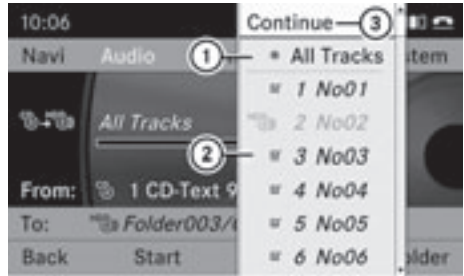 10:06
Continue 3
Navi Audio 1 All Tracks stem
1 No01
All Tracks 2 No02
2 3 No03
From: 1 CD-Text 9 4 No04
To: Folder003/ 5 No05
Back Start 6 No06 older